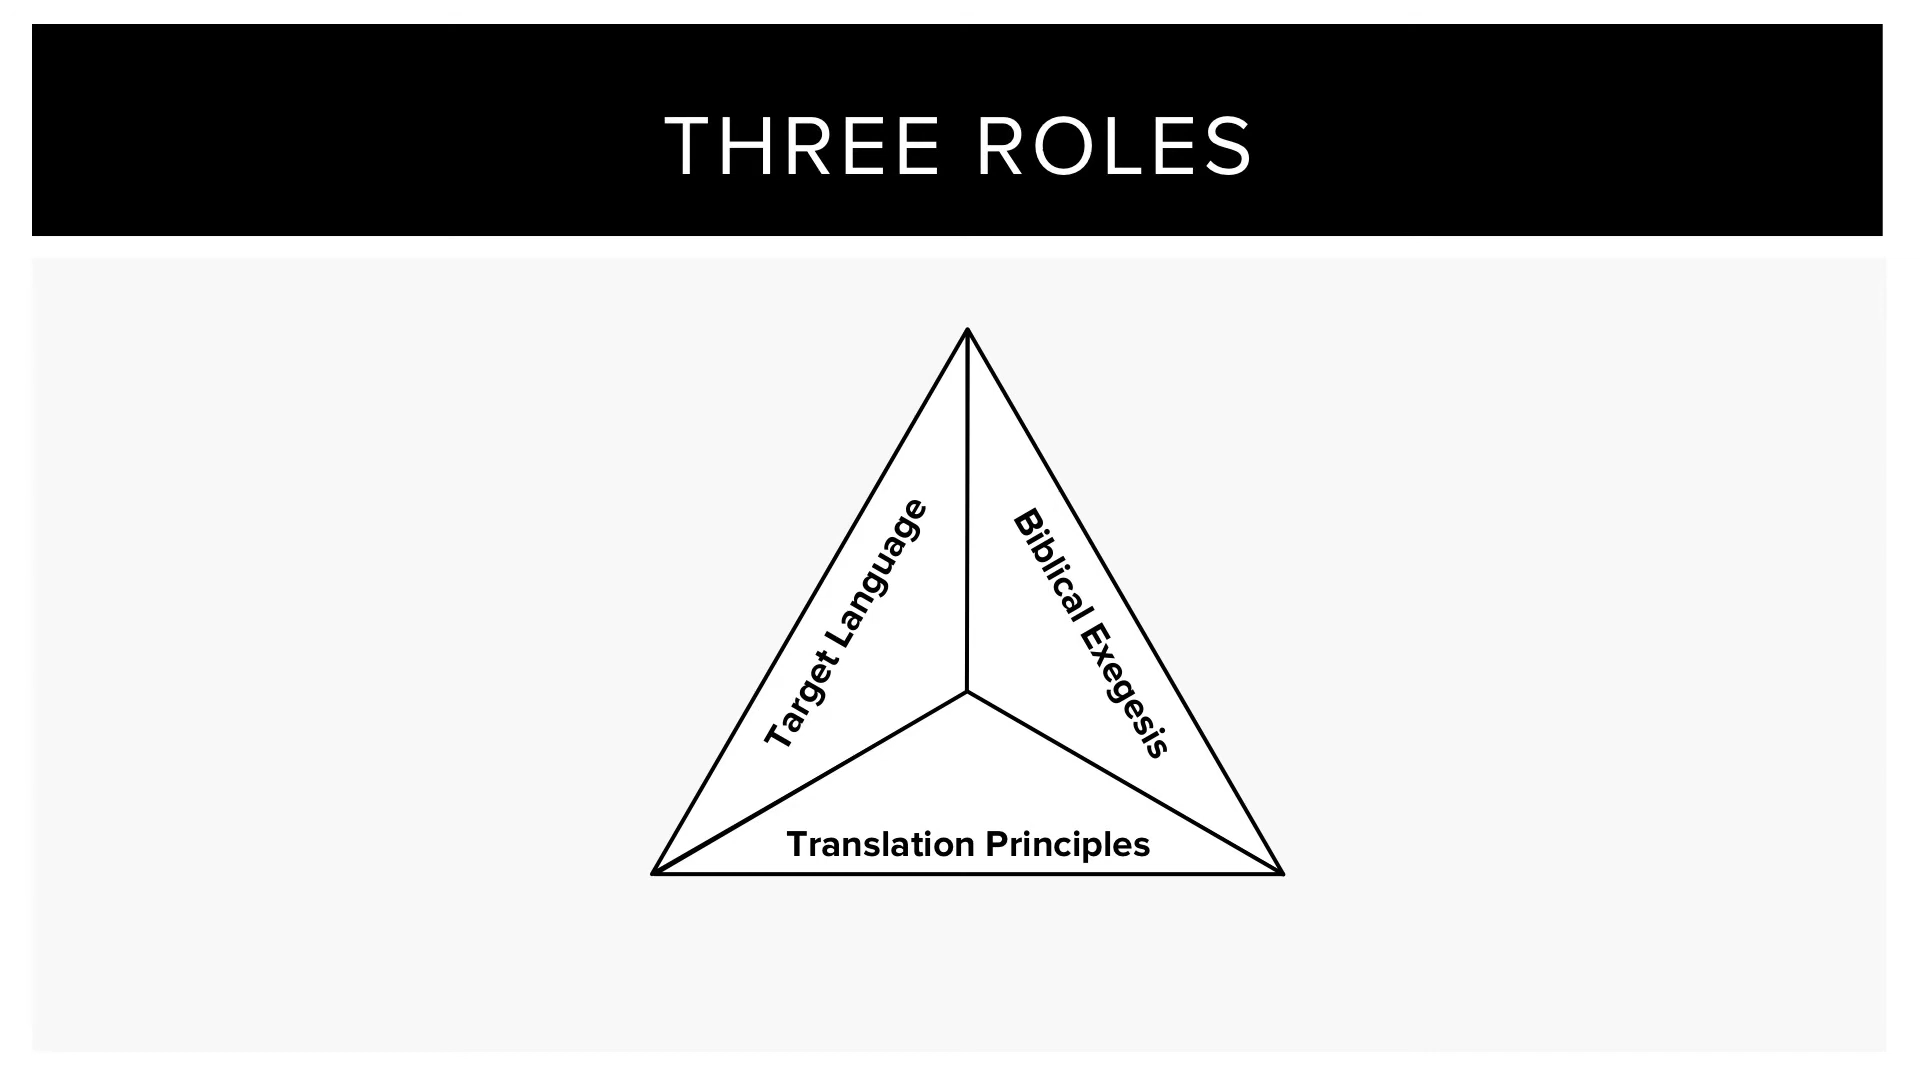 THREE ROLES
Target Language
Biblical Exegesis
Translation Principles